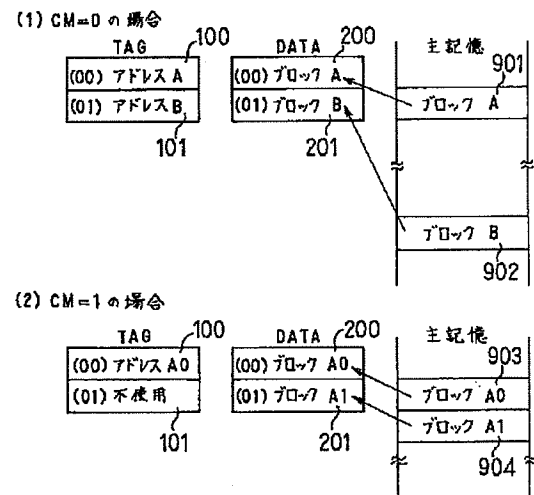 (1) CM=0 の場合
TAG 100 DATA 200 主記憶 901
(00) アドレス A (00) ブロック A ブロック A
(01) アドレス B (01) ブロック B
101 201
ブロック B
902
(2) CM=1 の場合
TAG 100 DATA 200 主記憶 903
(00) アドレス A0 (00) ブロック A0 ブロック A0
(01) 不使用 (01) ブロック A1 ブロック A1
101 201 904